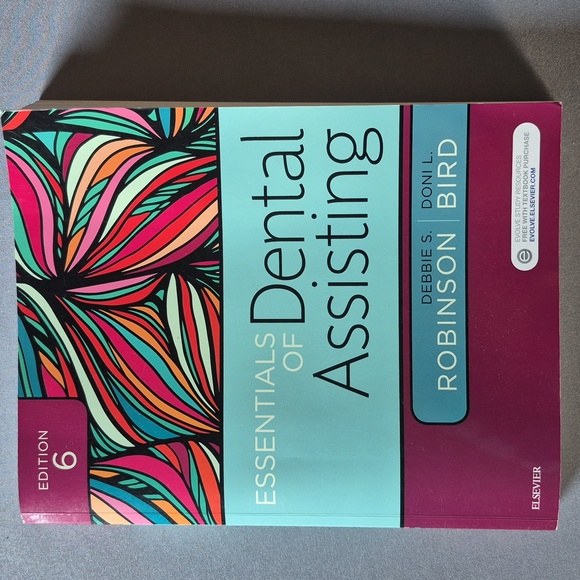 EDITION
6
ESSENTIALS
OF Dental
Assisting
DEBBIE S.
ROBINSON
DONI L.
BIRD
EVOLVE STUDY RESOURCES
FREE WITH TEXTBOOK PURCHASE
EVOLVE.ELSEVIER.COM
ELSEVIER